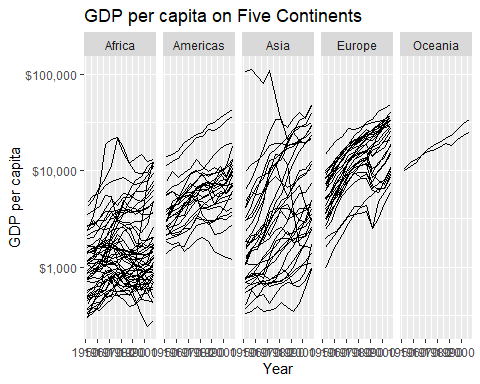 GDP per capita on Five Continents
Africa Americas Asia Europe Oceania
$100,000
$10,000
$1,000
GDP per capita
Year